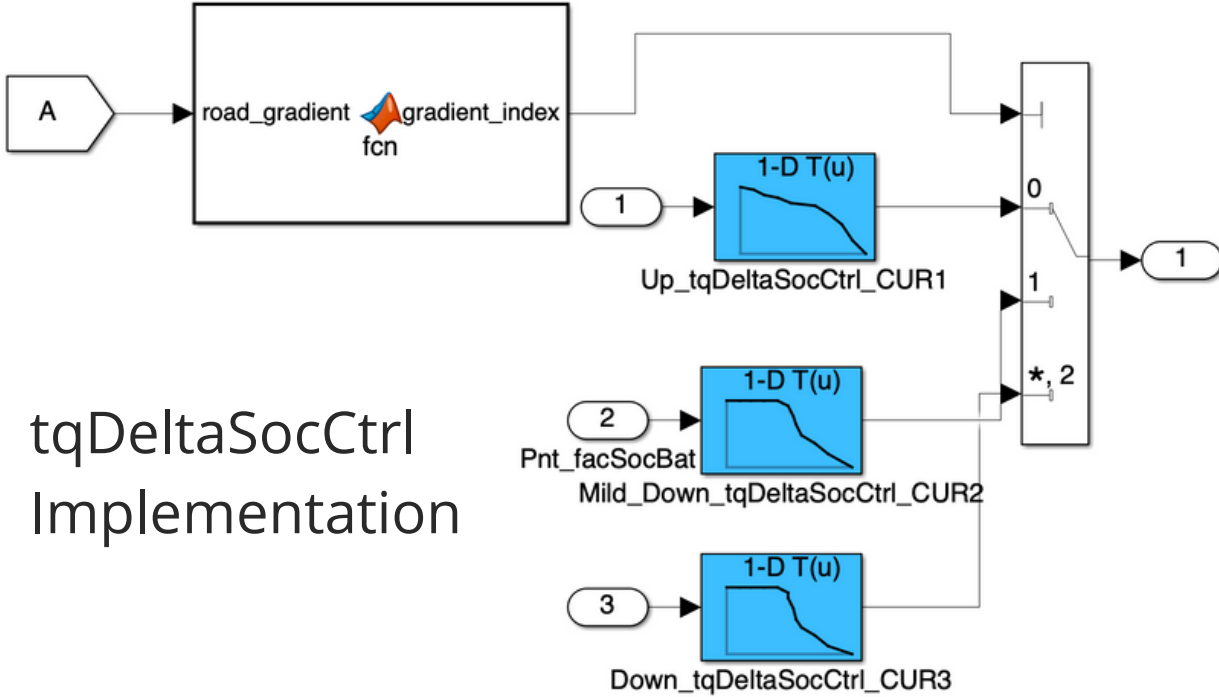 A
road_gradient
gradient_index
fcn
1-D T(u)
1
Up_tqDeltaSocCtrl_CUR1
0
1
*, 2
1
tqDeltaSocCtrl
Implementation
1-D T(u)
2
Pnt_facSocBat
Mild_Down_tqDeltaSocCtrl_CUR2
1-D T(u)
3
Down_tqDeltaSocCtrl_CUR3